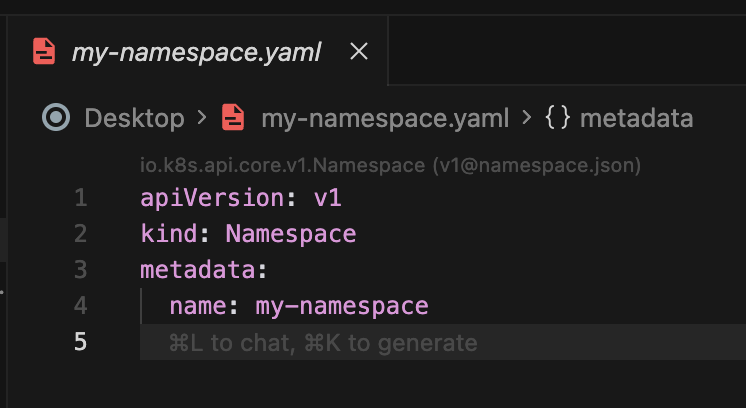 my-namespace.yaml
Desktop > my-namespace.yaml > {} metadata
io.k8s.api.core.v1.Namespace (v1@namespace.json)
1 apiVersion: v1
2 kind: Namespace
3 metadata:
4 name: my-namespace
5 ⌘L to chat, ⌘K to generate